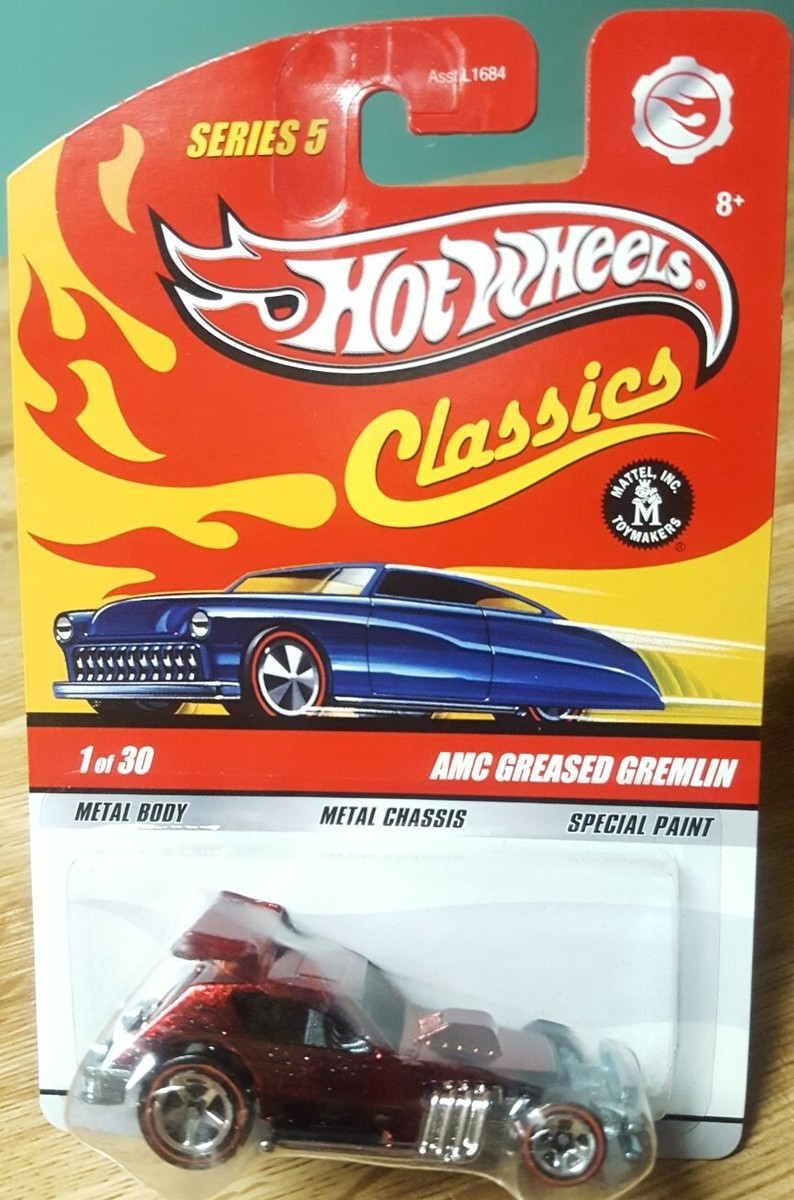 Asst.L1684
SERIES 5
8+
HOT WHEELS®
Classics
MATTEL, INC.
M
TOYMAKERS
®
1 of 30
AMC GREASED GREMLIN
METAL BODY
METAL CHASSIS
SPECIAL PAINT